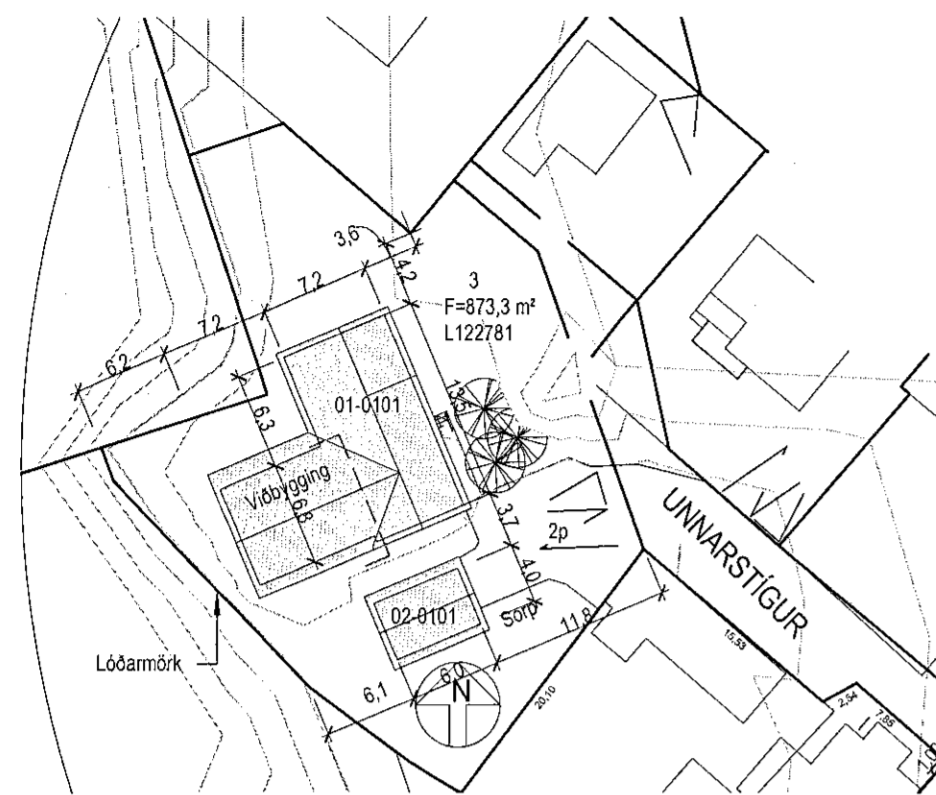 3,6
4,2
7,2
7,2
6,2
3
F=873,3 m²
L122781
13,5
01-0101
6,3
Viðbygging
6,8
3,7
2p
4,0
02-0101
Sorp
11,8
UNNARSTÍGUR
Lóðarmörk
6,1
6,0
N
20,10
15,53
2,54
7,85